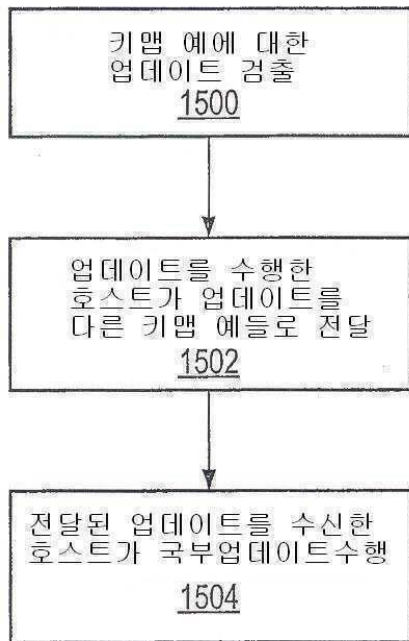 키맵 예에 대한
업데이트 검출
1500
업데이트를 수행한
호스트가 업데이트를
다른 키맵 예들로 전달
1502
전달된 업데이트를 수신한
호스트가 국부업데이트수행
1504